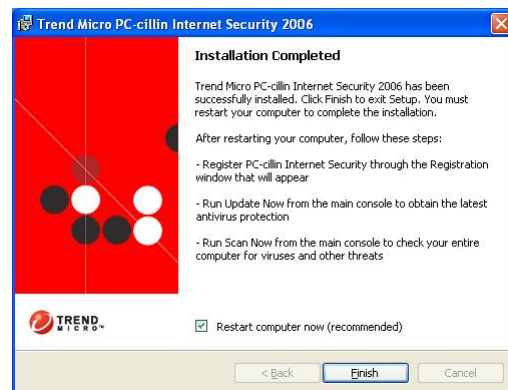 Trend Micro PC-cillin Internet Security 2006
Installation Completed
Trend Micro PC-cillin Internet Security 2006 has been
successfully installed. Click Finish to exit Setup. You must
restart your computer to complete the installation.
After restarting your computer, follow these steps:
- Register PC-cillin Internet Security through the Registration
window that will appear
- Run Update Now from the main console to obtain the latest
antivirus protection
- Run Scan Now from the main console to check your entire
computer for viruses and other threats
TREND
MICRO™
Restart computer now (recommended)
< Back
Finish
Cancel